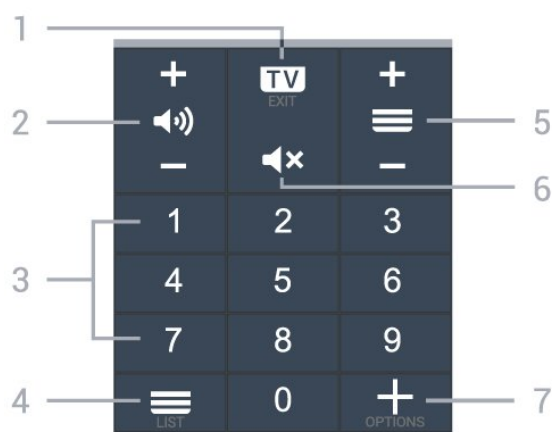 1
+ TV +
EXIT
2 5
− −
6
1 2 3
3
4 5 6
7 8 9
4 0 + 7
LIST OPTIONS